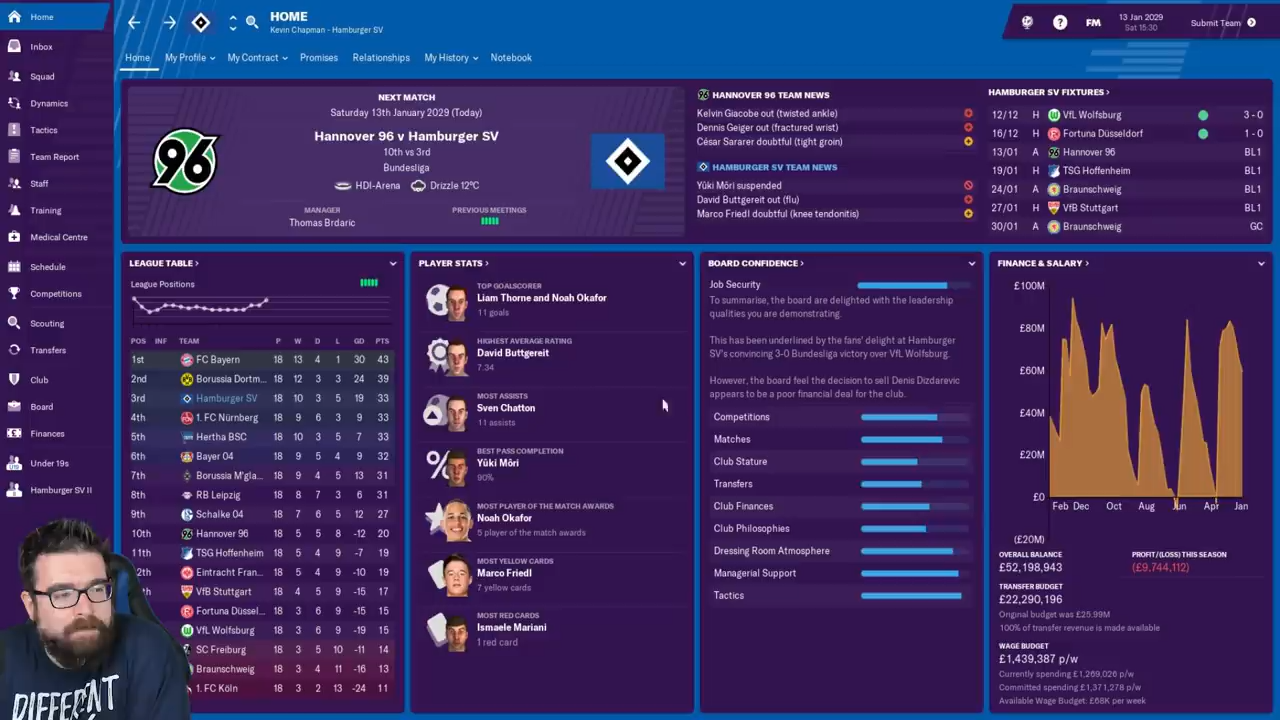 Home
Inbox
Squad
Dynamics
Tactics
Team Report
Staff
Training
Medical Centre
Schedule
Competitions
Scouting
Transfers
Club
Board
Finances
Under 19s
Hamburger SV II
HOME
Kevin Chapman - Hamburger SV
?
FM
13 Jan 2029
Sat 15:30
Submit Team
Home
My Profile
My Contract
Promises
Relationships
My History
Notebook
NEXT MATCH
Saturday 13th January 2029 (Today)
Hannover 96 v Hamburger SV
10th vs 3rd
Bundesliga
96
HDI-Arena
Drizzle 12°C
MANAGER
Thomas Brdaric
PREVIOUS MEETINGS
HANNOVER 96 TEAM NEWS
Kelvin Giacobe out (twisted ankle)
Dennis Geiger out (fractured wrist)
César Sararer doubtful (tight groin)
HAMBURGER SV TEAM NEWS
Yūki Mōri suspended
David Buttgereit out (flu)
Marco Friedl doubtful (knee tendonitis)
HAMBURGER SV FIXTURES >
12/12 H VfL Wolfsburg 3 - 0
16/12 H Fortuna Düsseldorf 1 - 0
13/01 A Hannover 96 BL1
19/01 H TSG Hoffenheim BL1
24/01 A Braunschweig BL1
27/01 H VfB Stuttgart BL1
30/01 A Braunschweig GC
LEAGUE TABLE >
League Positions
POS INF TEAM P W D L GD PTS
1st FC Bayern 18 13 4 1 30 43
2nd Borussia Dortm... 18 12 3 3 24 39
3rd Hamburger SV 18 10 3 5 19 33
4th 1. FC Nürnberg 18 9 6 3 9 33
5th Hertha BSC 18 10 3 5 7 33
6th Bayer 04 18 9 5 4 9 32
7th Borussia M'gla... 18 9 4 5 13 31
8th RB Leipzig 18 8 7 3 6 31
9th Schalke 04 18 7 6 5 12 27
10th Hannover 96 18 5 5 8 -12 20
11th TSG Hoffenheim 18 5 4 9 -7 19
Eintracht Fran... 18 5 4 9 -10 19
VfB Stuttgart 18 4 5 9 -15 17
Fortuna Düssel... 18 3 6 9 -15 15
VfL Wolfsburg 18 3 6 9 -19 15
SC Freiburg 18 3 5 10 -11 14
Braunschweig 18 3 4 11 -16 13
1. FC Köln 18 3 2 13 -24 11
PLAYER STATS >
TOP GOALSCORER
Liam Thorne and Noah Okafor
11 goals
HIGHEST AVERAGE RATING
David Buttgereit
7.34
MOST ASSISTS
Sven Chatton
11 assists
BEST PASS COMPLETION
Yūki Mōri
90%
MOST PLAYER OF THE MATCH AWARDS
Noah Okafor
5 player of the match awards
MOST YELLOW CARDS
Marco Friedl
7 yellow cards
MOST RED CARDS
Ismaele Mariani
1 red card
BOARD CONFIDENCE >
Job Security
To summarise, the board are delighted with the leadership
qualities you are demonstrating.
This has been underlined by the fans' delight at Hamburger
SV's convincing 3-0 Bundesliga victory over VfL Wolfsburg.
However, the board feel the decision to sell Denis Dizdarevic
appears to be a poor financial deal for the club.
Competitions
Matches
Club Stature
Transfers
Club Finances
Club Philosophies
Dressing Room Atmosphere
Managerial Support
Tactics
FINANCE & SALARY >
£100M
£80M
£60M
£40M
£20M
£0
(£20M)
Feb Dec Oct Aug Jun Apr Jan
OVERALL BALANCE
£52,198,943
PROFIT/(LOSS) THIS SEASON
(£9,744,112)
TRANSFER BUDGET
£22,290,196
Original budget was £25.99M
100% of transfer revenue is made available
WAGE BUDGET
£1,439,387 p/w
Currently spending £1,269,026 p/w
Committed spending £1,371,278 p/w
Available Wage Budget: £68K per week
DIFFERENT